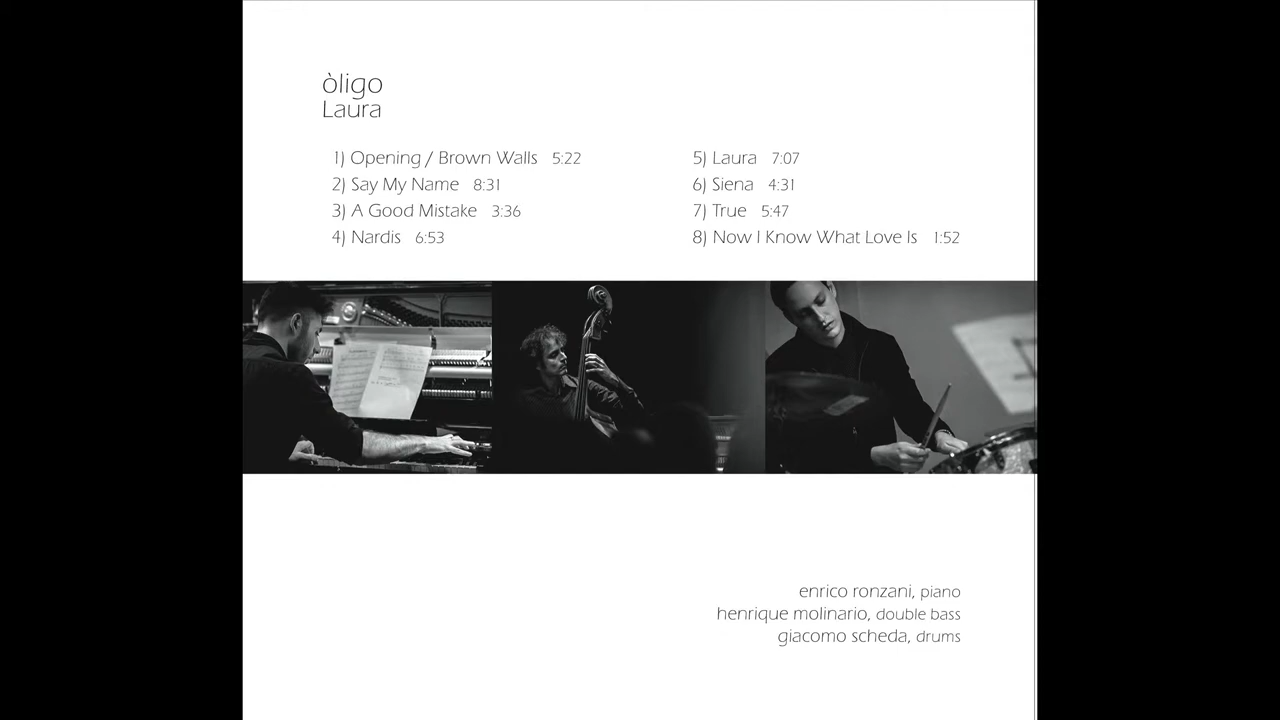 òligo
Laura
1) Opening / Brown Walls 5:22
2) Say My Name 8:31
3) A Good Mistake 3:36
4) Nardis 6:53
5) Laura 7:07
6) Siena 4:31
7) True 5:47
8) Now I Know What Love Is 1:52
enrico ronzani, piano
henrique molinario, double bass
giacomo scheda, drums